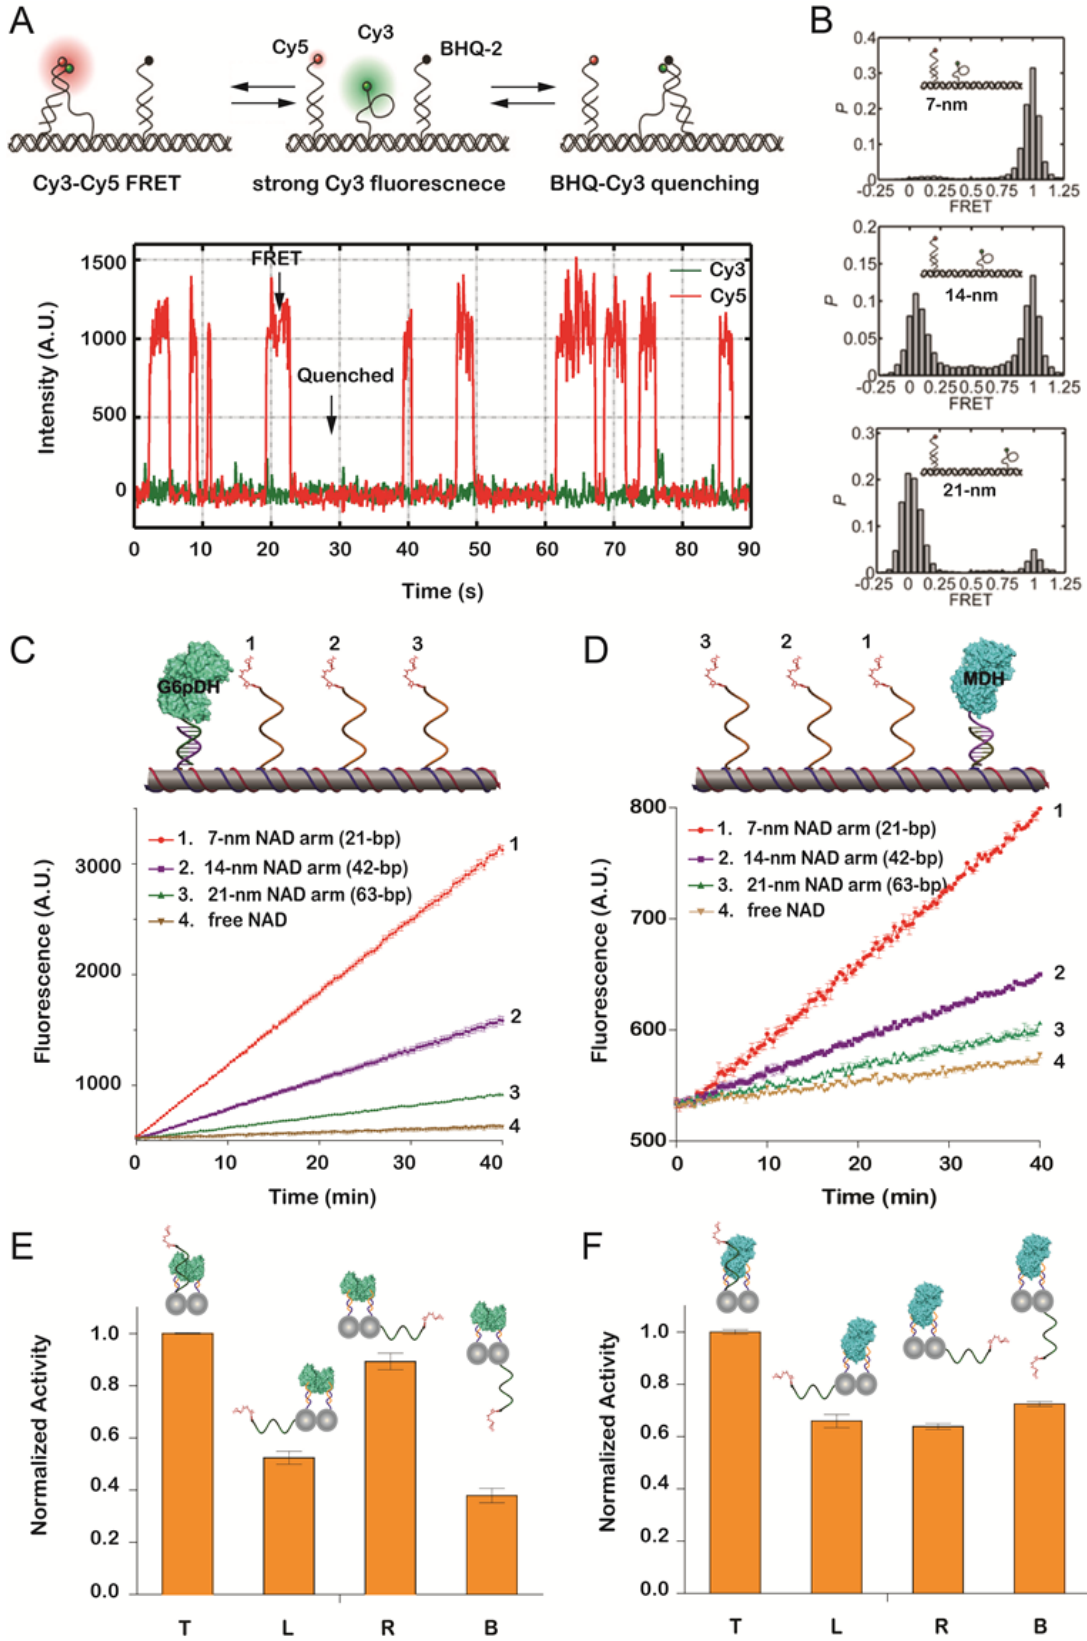 A
Cy5
Cy3
BHQ-2
Cy3-Cy5 FRET
strong Cy3 fluorescnece
BHQ-Cy3 quenching
1500
1000
500
0
Intensity (A.U.)
FRET
Quenched
Cy3
Cy5
0 10 20 30 40 50 60 70 80 90
Time (s)
B
0.4
0.3
0.2
0.1
0
P
7-nm
-0.25 0 0.25 0.5 0.75 1 1.25
FRET
0.2
0.15
0.1
0.05
0
P
14-nm
-0.25 0 0.25 0.5 0.75 1 1.25
FRET
0.3
0.2
0.1
0
P
21-nm
-0.25 0 0.25 0.5 0.75 1 1.25
FRET
C
G6pDH
1 2 3
1. 7-nm NAD arm (21-bp)
2. 14-nm NAD arm (42-bp)
3. 21-nm NAD arm (63-bp)
4. free NAD
3000
2000
1000
Fluorescence (A.U.)
1
2
3
4
0 10 20 30 40
Time (min)
D
3 2 1
MDH
800
700
600
500
Fluorescence (A.U.)
1. 7-nm NAD arm (21-bp)
2. 14-nm NAD arm (42-bp)
3. 21-nm NAD arm (63-bp)
4. free NAD
1
2
3
4
0 10 20 30 40
Time (min)
E
1.0
0.8
0.6
0.4
0.2
0.0
Normalized Activity
T L R B
F
1.0
0.8
0.6
0.4
0.2
0.0
Normalized Activity
T L R B